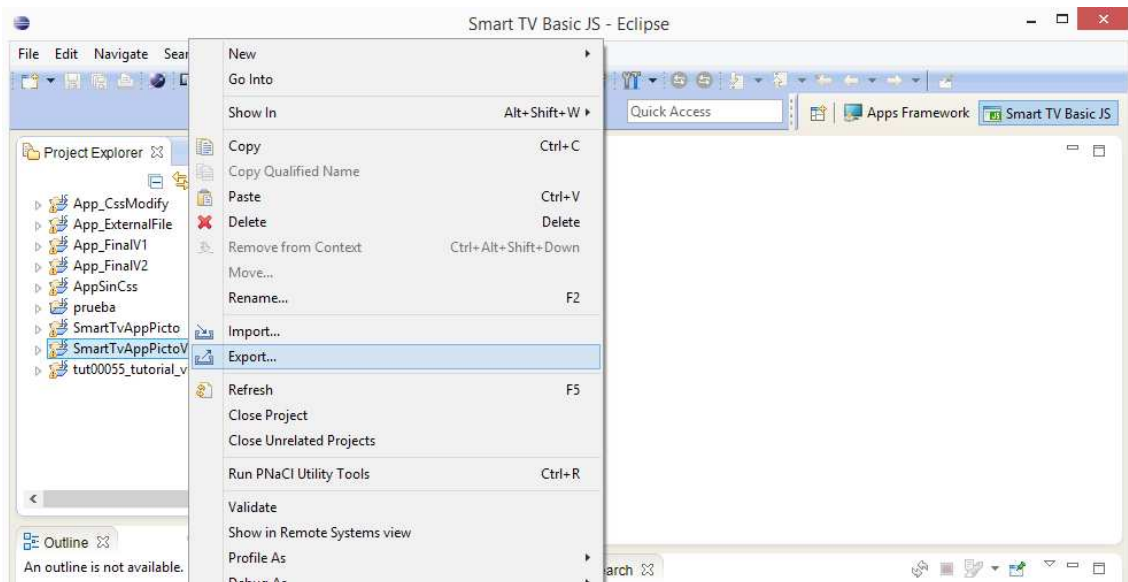 Smart TV Basic JS - Eclipse
File Edit Navigate Sear
Quick Access
Apps Framework
Smart TV Basic JS
Project Explorer
App_CssModify
App_ExternalFile
App_FinalV1
App_FinalV2
AppSinCss
prueba
SmartTvAppPicto
SmartTvAppPictoV
tut00055_tutorial_v
Outline
An outline is not available.
New
Go Into
Show In Alt+Shift+W
Copy Ctrl+C
Copy Qualified Name
Paste Ctrl+V
Delete Delete
Remove from Context Ctrl+Alt+Shift+Down
Move...
Rename... F2
Import...
Export...
Refresh F5
Close Project
Close Unrelated Projects
Run PNaCl Utility Tools Ctrl+R
Validate
Show in Remote Systems view
Profile As
Debug As
arch